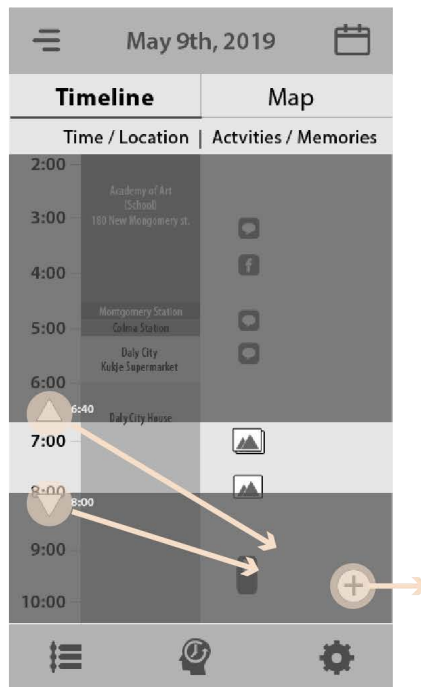 May 9th, 2019
Timeline
Map
Time / Location | Actvities / Memories
2:00
Academy of Art
(School)
180 New Mongomery st.
3:00
4:00
Montgomery Station
5:00
Colma Station
Daly City
Kukje Supermarket
6:00
6:40
Daly City House
7:00
8:00
8:00
9:00
10:00